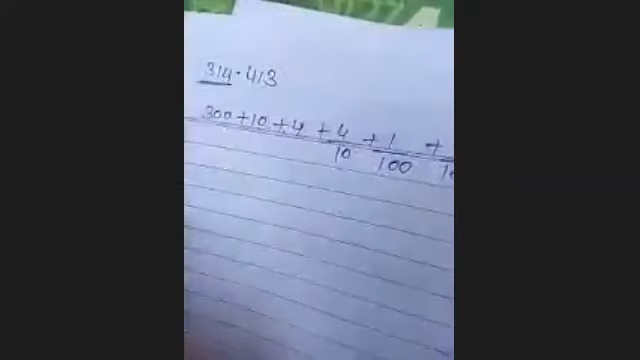 314.413
300 + 10 + 4 + 4/10 + 1/100 +